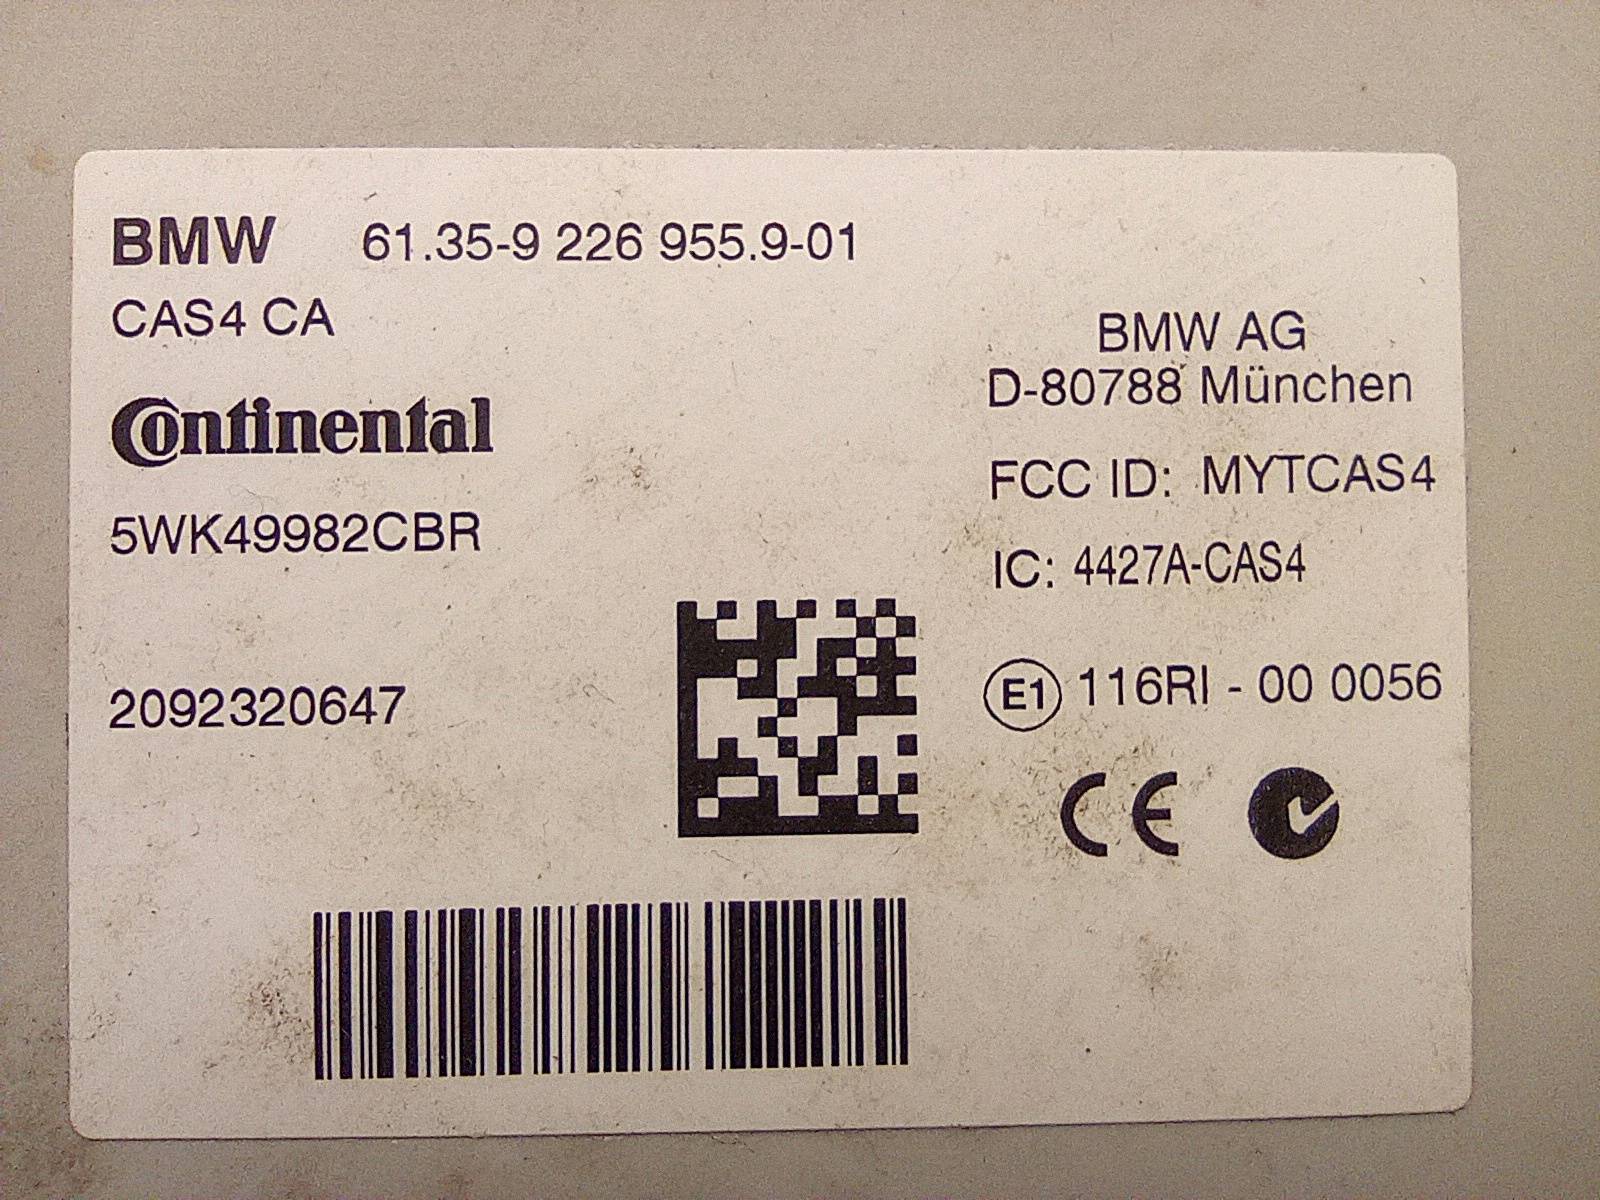 BMW 61.35-9 226 955.9-01
CAS4 CA
Continental
5WK49982CBR
2092320647
BMW AG
D-80788 München
FCC ID: MYTCAS4
IC: 4427A-CAS4
E1 116RI - 00 0056
CE